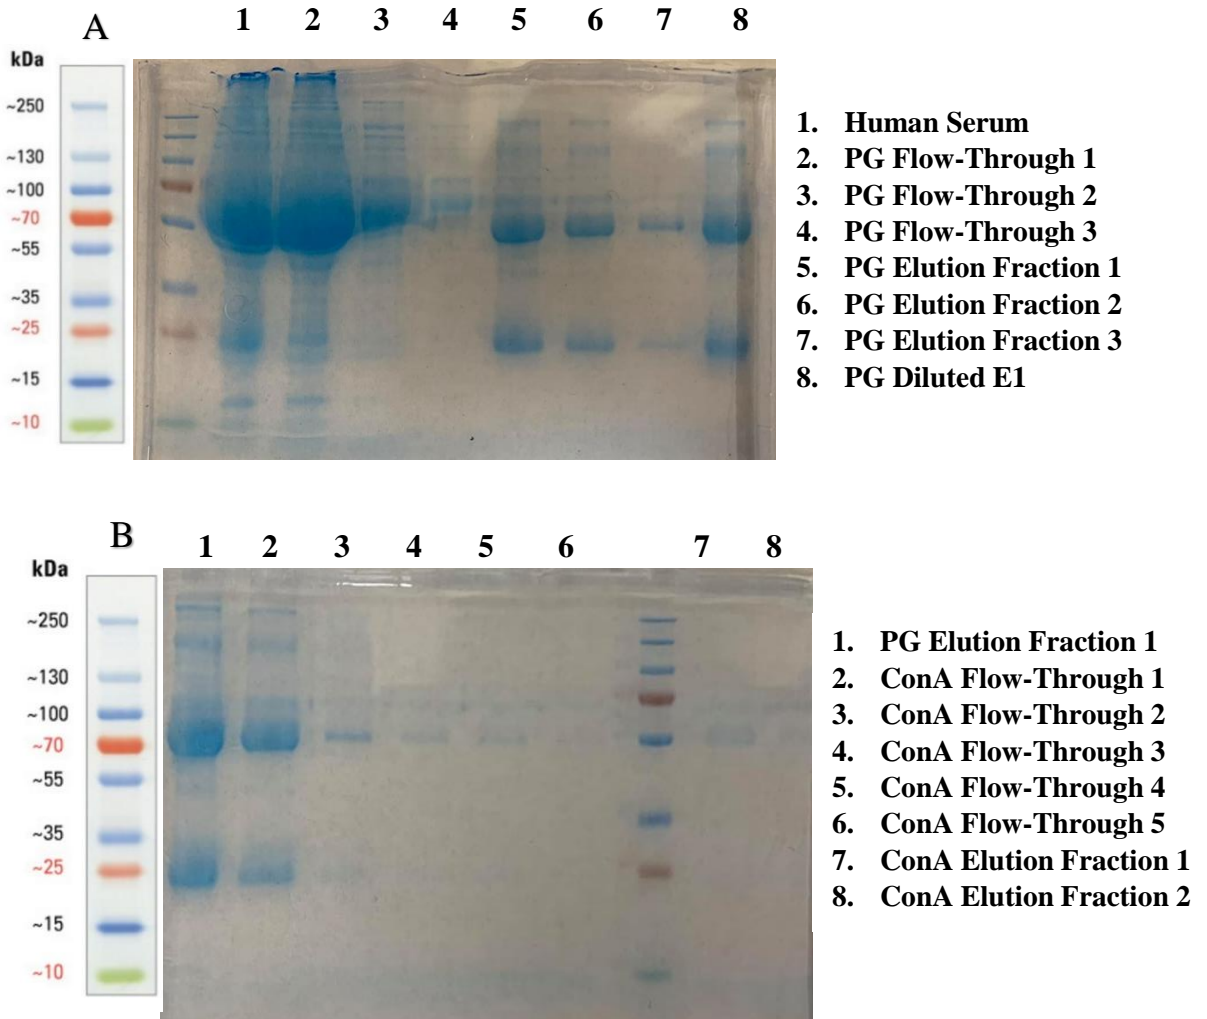 A
1 2 3 4 5 6 7 8
kDa
~250
~130
~100
~70
~55
~35
~25
~15
~10
1. Human Serum
2. PG Flow-Through 1
3. PG Flow-Through 2
4. PG Flow-Through 3
5. PG Elution Fraction 1
6. PG Elution Fraction 2
7. PG Elution Fraction 3
8. PG Diluted E1
B
1 2 3 4 5 6 7 8
kDa
~250
~130
~100
~70
~55
~35
~25
~15
~10
1. PG Elution Fraction 1
2. ConA Flow-Through 1
3. ConA Flow-Through 2
4. ConA Flow-Through 3
5. ConA Flow-Through 4
6. ConA Flow-Through 5
7. ConA Elution Fraction 1
8. ConA Elution Fraction 2